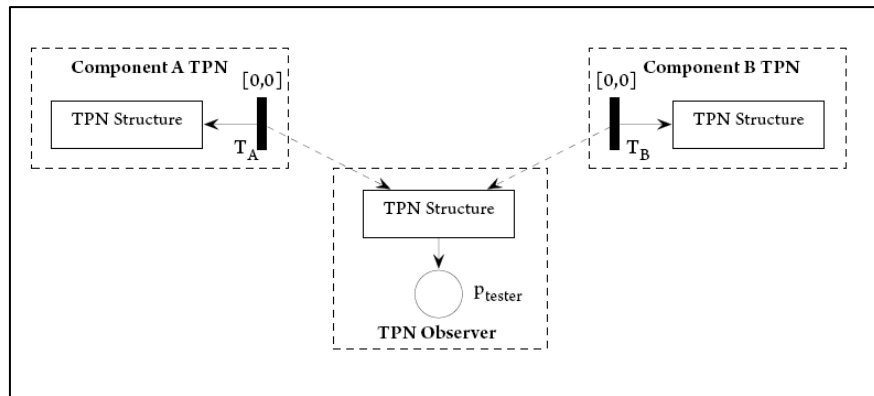 Component A TPN
[0,0]
TPN Structure
T_A
Component B TPN
[0,0]
TPN Structure
T_B
TPN Structure
P_tester
TPN Observer